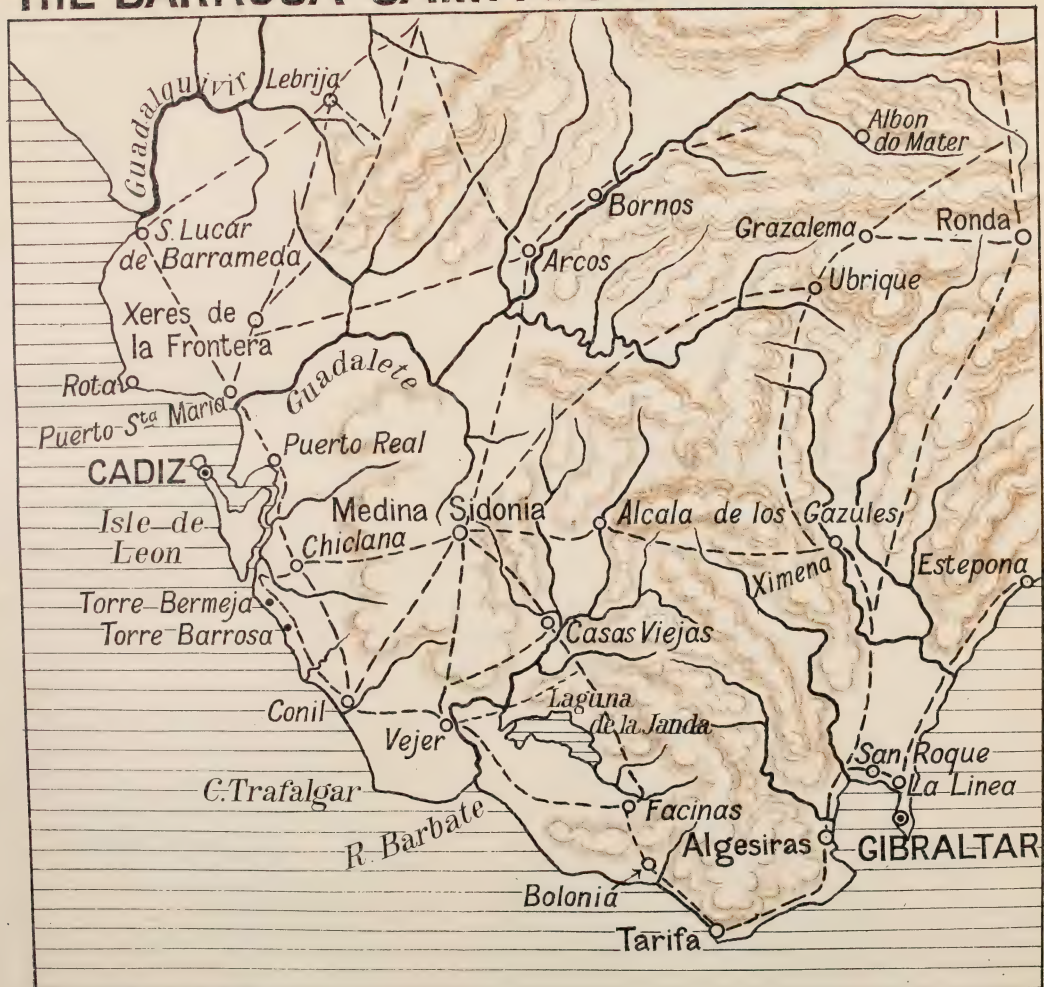 THE BARROSA
Guadalquivir
Lebrija
Albon
do Mater
Bornos
S. Lucar
de Barrameda
Grazalema
Ronda
Arcos
Ubrique
Xeres de
la Frontera
Guadalete
Rota
Puerto Sta Maria
Puerto Real
CADIZ
Medina Sidonia
Alcala de los Gazules
Isle de
Leon
Chiclana
Ximena
Estepona
Torre Bermeja
Torre Barrosa
Casas Viejas
Laguna
de la Janda
Conil
Vejer
San Roque
La Linea
C. Trafalgar
R. Barbate
Facinas
Algesiras
GIBRALTAR
Bolonia
Tarifa